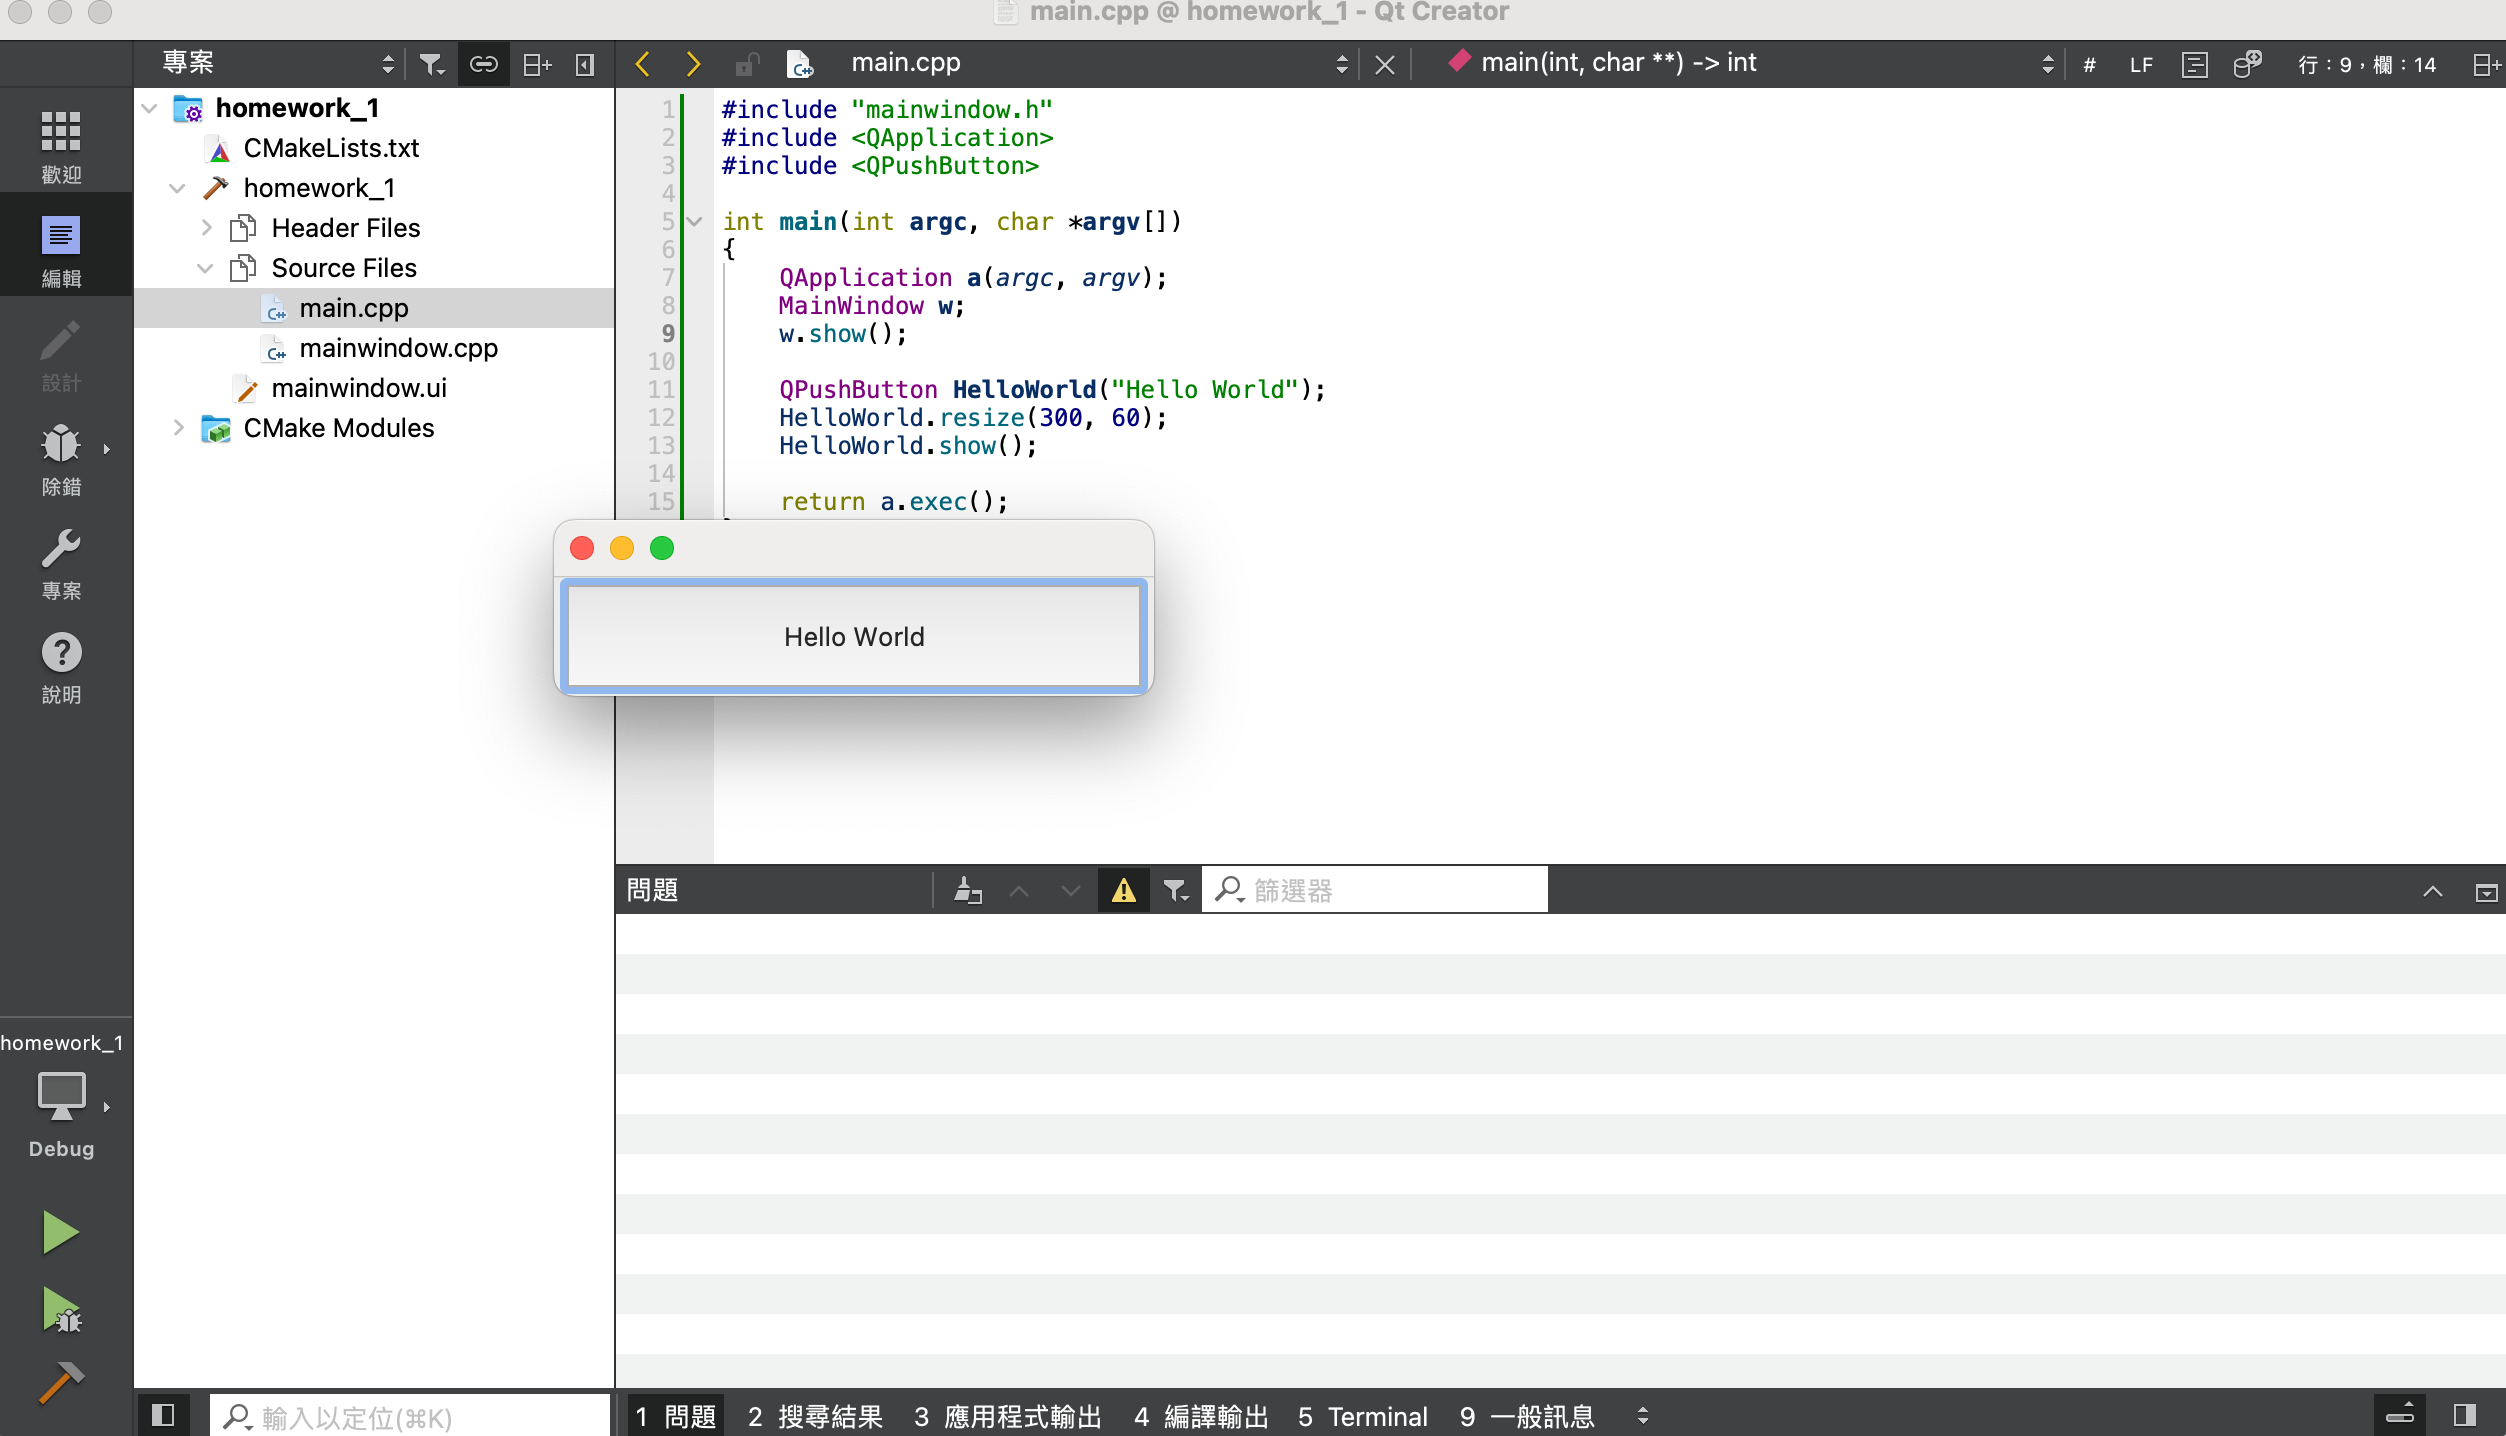 main.cpp @ homework_1 - Qt Creator
專案
main.cpp
main(int, char **) -> int
#
LF
行：9，欄：14
歡迎
編輯
設計
除錯
專案
說明
homework_1
CMakeLists.txt
homework_1
Header Files
Source Files
main.cpp
mainwindow.cpp
mainwindow.ui
CMake Modules
1 #include "mainwindow.h"
2 #include <QApplication>
3 #include <QPushButton>
4
5 int main(int argc, char *argv[])
6 {
7 QApplication a(argc, argv);
8 MainWindow w;
9 w.show();
10
11 QPushButton HelloWorld("Hello World");
12 HelloWorld.resize(300, 60);
13 HelloWorld.show();
14
15 return a.exec();
Hello World
問題
篩選器
homework_1
Debug
輸入以定位(⌘K)
1 問題
2 搜尋結果
3 應用程式輸出
4 編譯輸出
5 Terminal
9 一般訊息